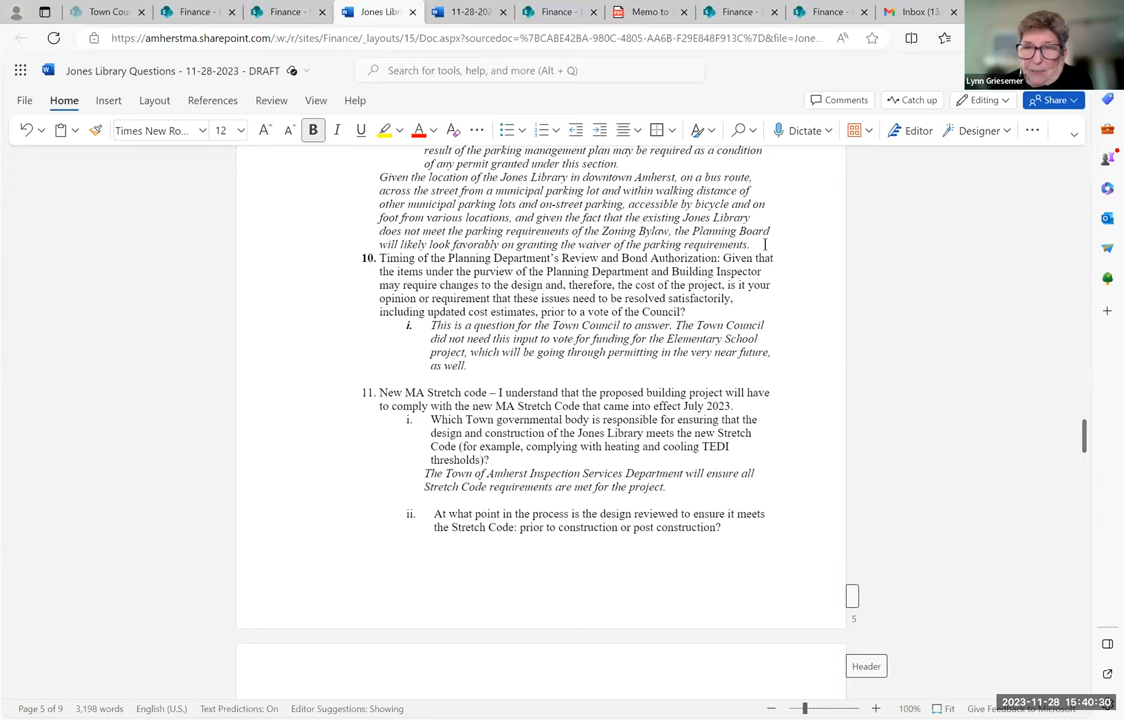 Town Cou
Finance -
Finance -
Jones Libr
11-28-202
Finance -
Memo to
Finance -
Finance -
Inbox (13
https://amherstma.sharepoint.com/:w:/r/sites/Finance/_layouts/15/Doc.aspx?sourcedoc=%7BCABE42BA-980C-4805-AA6B-F29E848F913C%7D&file=Jone...
Lynn Griesemer
Jones Library Questions - 11-28-2023 - DRAFT
Search for tools, help, and more (Alt + Q)
File Home Insert Layout References Review View Help
Comments Catch up Editing Share
Times New Ro... 12 B I U A Dictate Editor Designer
result of the parking management plan may be required as a condition
of any permit granted under this section.
Given the location of the Jones Library in downtown Amherst, on a bus route,
across the street from a municipal parking lot and within walking distance of
other municipal parking lots and on-street parking, accessible by bicycle and on
foot from various locations, and given the fact that the existing Jones Library
does not meet the parking requirements of the Zoning Bylaw, the Planning Board
will likely look favorably on granting the waiver of the parking requirements.
10. Timing of the Planning Department's Review and Bond Authorization: Given that
the items under the purview of the Planning Department and Building Inspector
may require changes to the design and, therefore, the cost of the project, is it your
opinion or requirement that these issues need to be resolved satisfactorily,
including updated cost estimates, prior to a vote of the Council?
i. This is a question for the Town Council to answer. The Town Council
did not need this input to vote for funding for the Elementary School
project, which will be going through permitting in the very near future,
as well.
11. New MA Stretch code – I understand that the proposed building project will have
to comply with the new MA Stretch Code that came into effect July 2023.
i. Which Town governmental body is responsible for ensuring that the
design and construction of the Jones Library meets the new Stretch
Code (for example, complying with heating and cooling TEDI
thresholds)?
The Town of Amherst Inspection Services Department will ensure all
Stretch Code requirements are met for the project.
ii. At what point in the process is the design reviewed to ensure it meets
the Stretch Code: prior to construction or post construction?
5
Header
Page 5 of 9 3,198 words English (U.S.) Text Predictions: On Editor Suggestions: Showing
100% Fit Give Feedback to Microsoft
2023-11-28 15:40:30